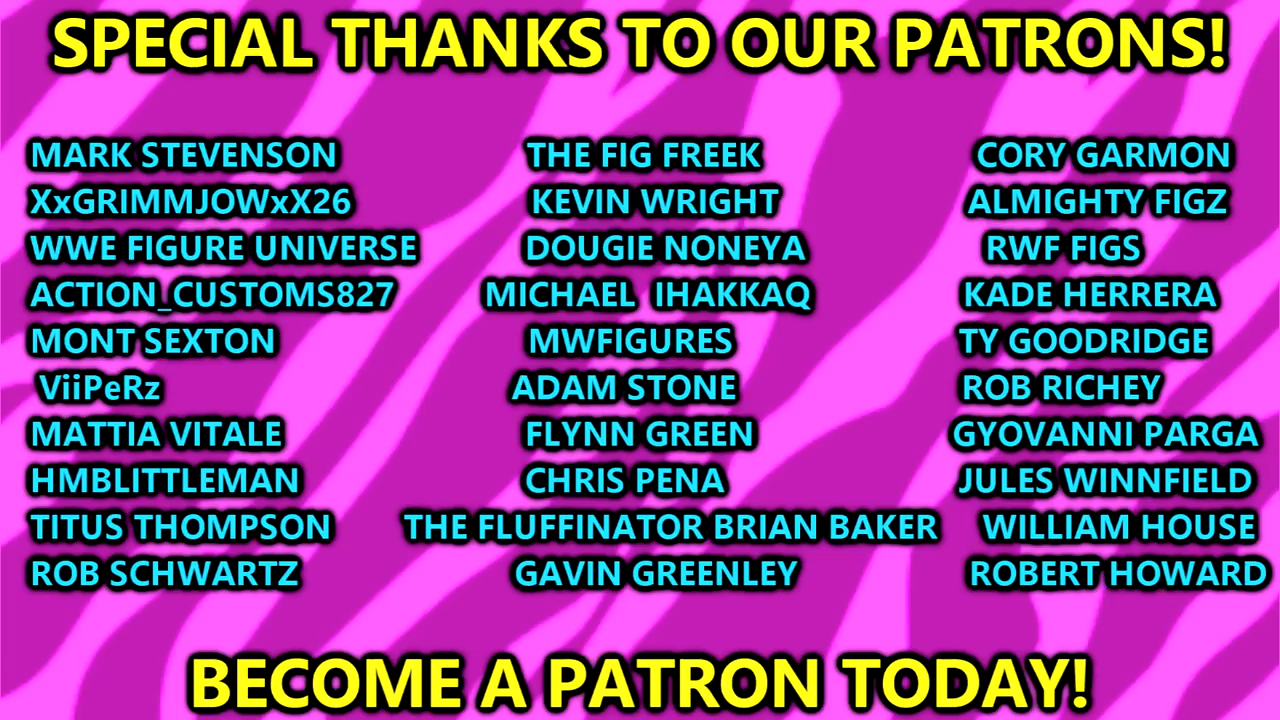 SPECIAL THANKS TO OUR PATRONS!
MARK STEVENSON
XxGRIMMJOWxX26
WWE FIGURE UNIVERSE
ACTION_CUSTOMS827
MONT SEXTON
ViiPeRz
MATTIA VITALE
HMBLITTLEMAN
TITUS THOMPSON
ROB SCHWARTZ
THE FIG FREEK
KEVIN WRIGHT
DOUGIE NONEYA
MICHAEL IHAKKAQ
MWFIGURES
ADAM STONE
FLYNN GREEN
CHRIS PENA
THE FLUFFINATOR BRIAN BAKER
GAVIN GREENLEY
CORY GARMON
ALMIGHTY FIGZ
RWF FIGS
KADE HERRERA
TY GOODRIDGE
ROB RICHEY
GYOVANNI PARGA
JULES WINNFIELD
WILLIAM HOUSE
ROBERT HOWARD
BECOME A PATRON TODAY!